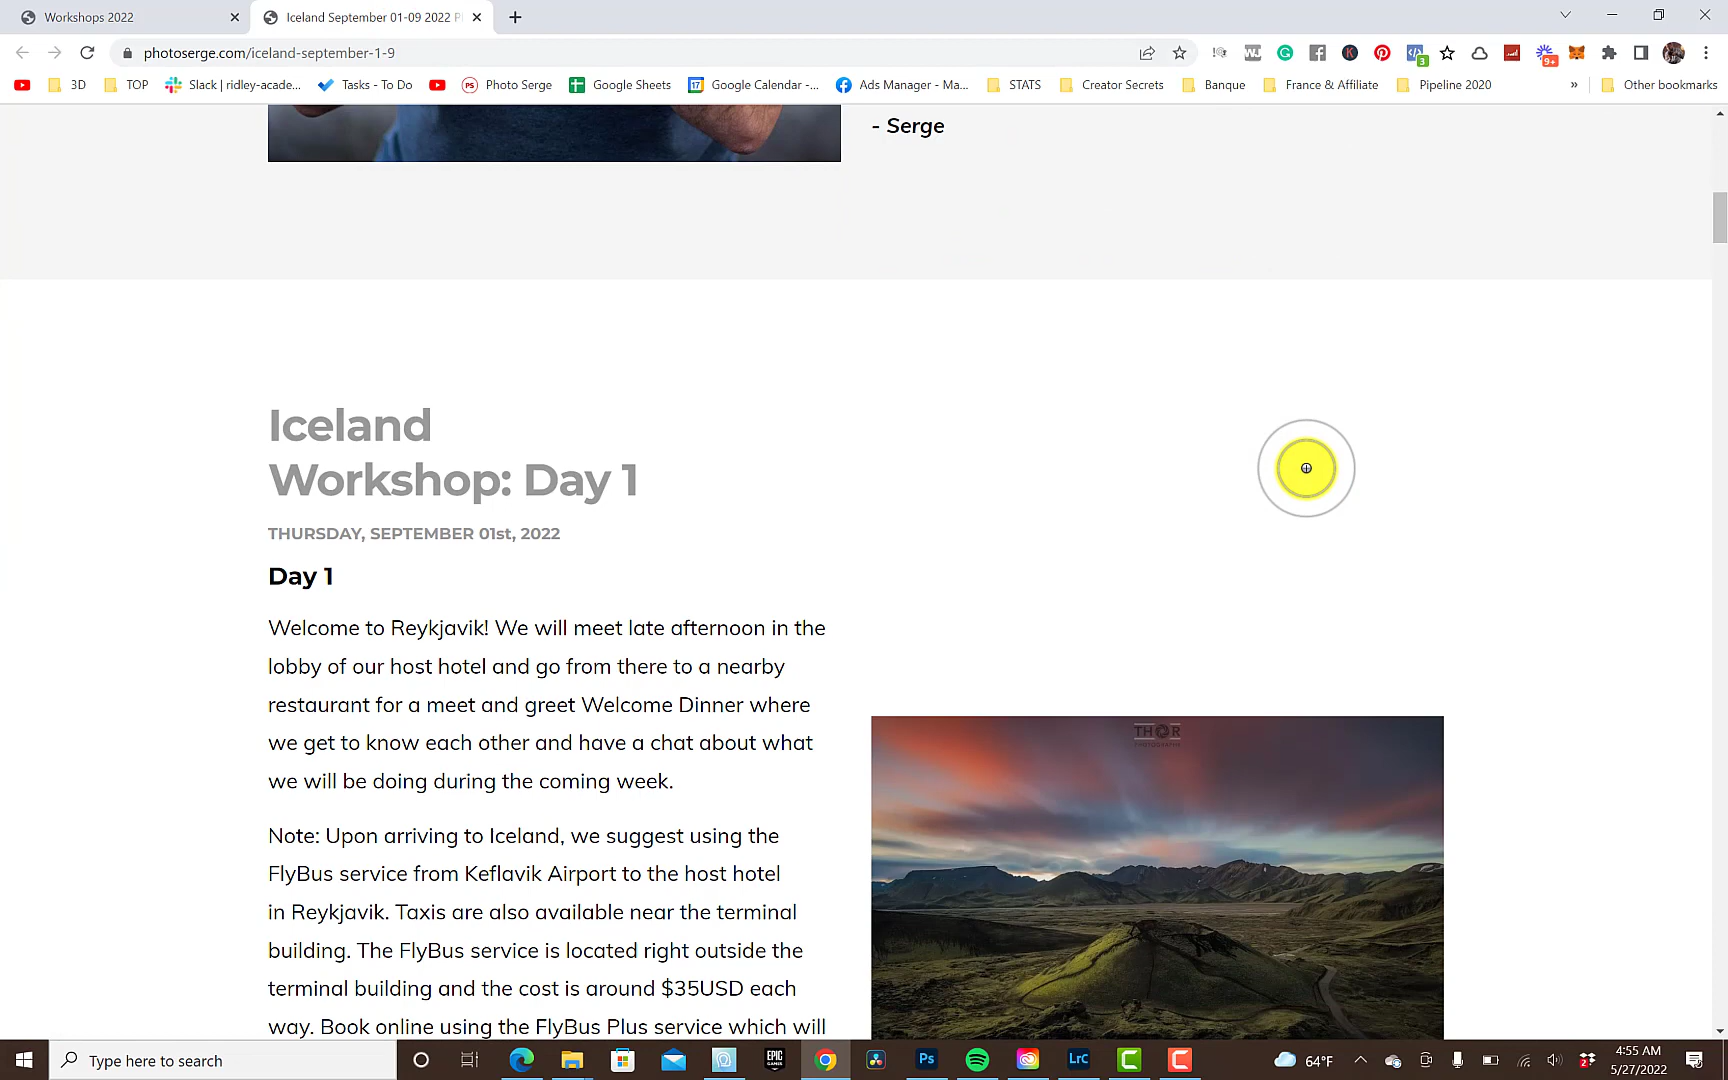 Workshops 2022
Iceland September 01-09 2022 P
photoserge.com/iceland-september-1-9
3D
TOP
Slack | ridley-acade...
Tasks - To Do
Photo Serge
Google Sheets
Google Calendar -...
Ads Manager - Ma...
STATS
Creator Secrets
Banque
France & Affiliate
Pipeline 2020
»
Other bookmarks
- Serge
Iceland
Workshop: Day 1
THURSDAY, SEPTEMBER 01st, 2022
Day 1
Welcome to Reykjavik! We will meet late afternoon in the
lobby of our host hotel and go from there to a nearby
restaurant for a meet and greet Welcome Dinner where
we get to know each other and have a chat about what
we will be doing during the coming week.
Note: Upon arriving to Iceland, we suggest using the
FlyBus service from Keflavik Airport to the host hotel
in Reykjavik. Taxis are also available near the terminal
building. The FlyBus service is located right outside the
terminal building and the cost is around $35USD each
way. Book online using the FlyBus Plus service which will
THOR
PHOTOGRAPHY
Type here to search
EPIC
GAMES
Ps
Lrc
64°F
4:55 AM
5/27/2022